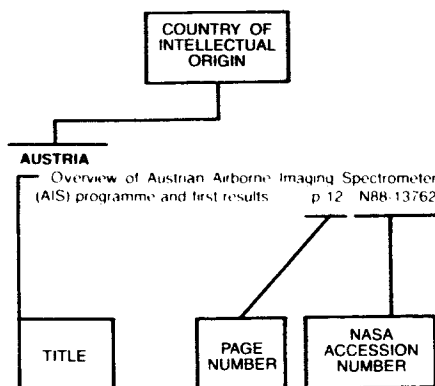 COUNTRY OF
INTELLECTUAL
ORIGIN
AUSTRIA
Overview of Austrian Airborne Imaging Spectrometer
(AIS) programme and first results p 12 N88-13762
TITLE
PAGE
NUMBER
NASA
ACCESSION
NUMBER